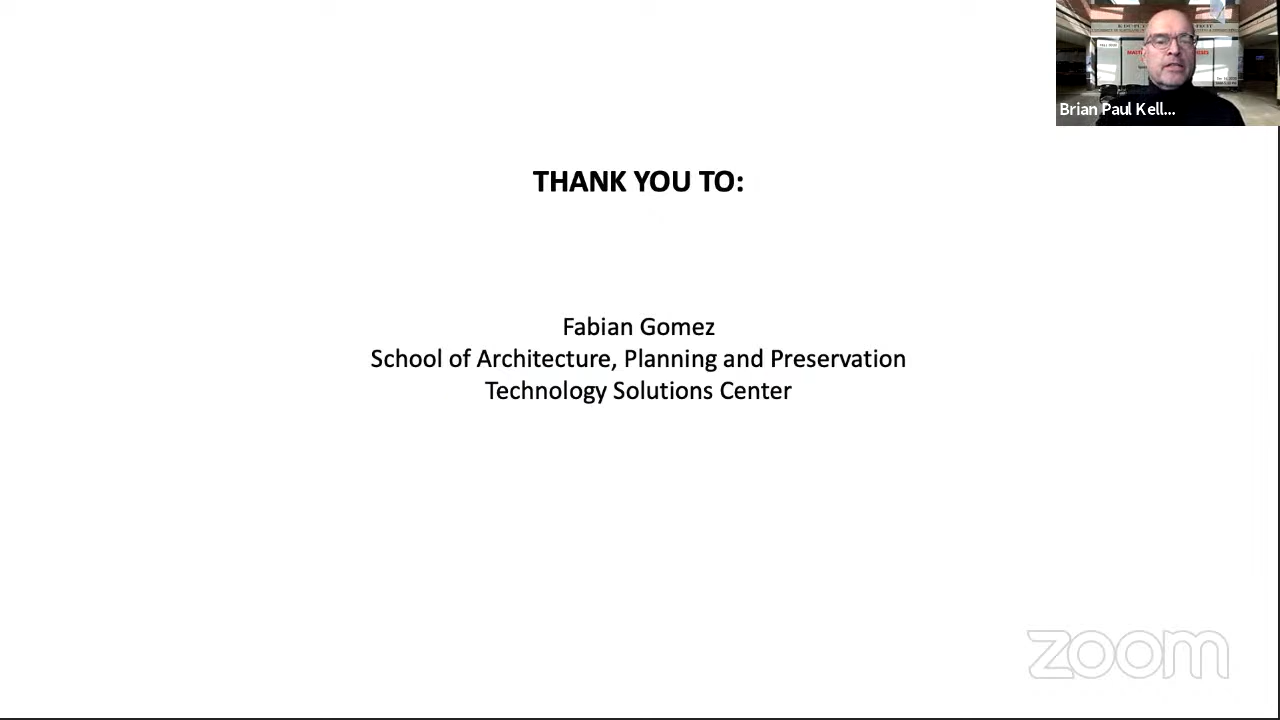 Brian Paul Kell...
THANK YOU TO:
Fabian Gomez
School of Architecture, Planning and Preservation
Technology Solutions Center
zoom